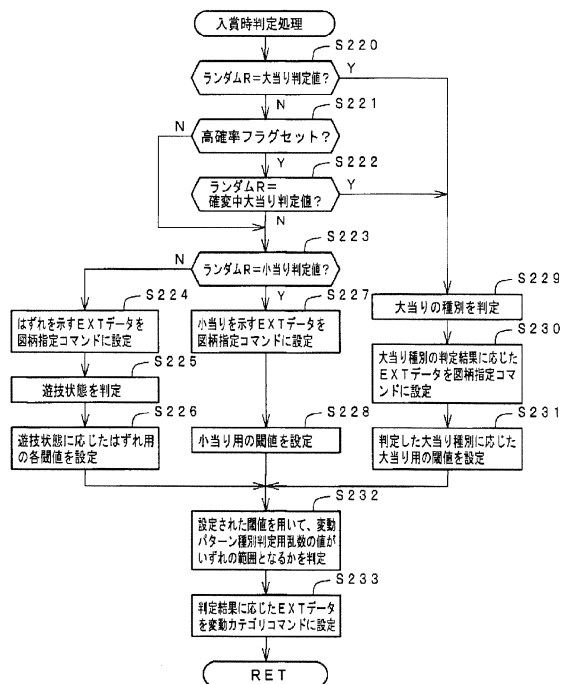 入賞時判定処理
S220
ランダムR=大当り判定値?
Y
N
S221
高確率フラグセット?
N
Y
S222
ランダムR=
確変中大当り判定値?
Y
N
S223
ランダムR=小当り判定値?
N
Y
S224
はずれを示すEXTデータを
図柄指定コマンドに設定
S225
遊技状態を判定
S226
遊技状態に応じたはずれ用
の各閾値を設定
S227
小当りを示すEXTデータを
図柄指定コマンドに設定
S228
小当り用の閾値を設定
S229
大当りの種別を判定
S230
大当り種別の判定結果に応じた
EXTデータを図柄指定コマ
ンドに設定
S231
判定した大当り種別に応じた
大当り用の閾値を設定
S232
設定された閾値を用いて、変動
パターン種別判定用乱数の値が
いずれの範囲となるかを判定
S233
判定結果に応じたEXTデータ
を変動カテゴリコマンドに設定
RET